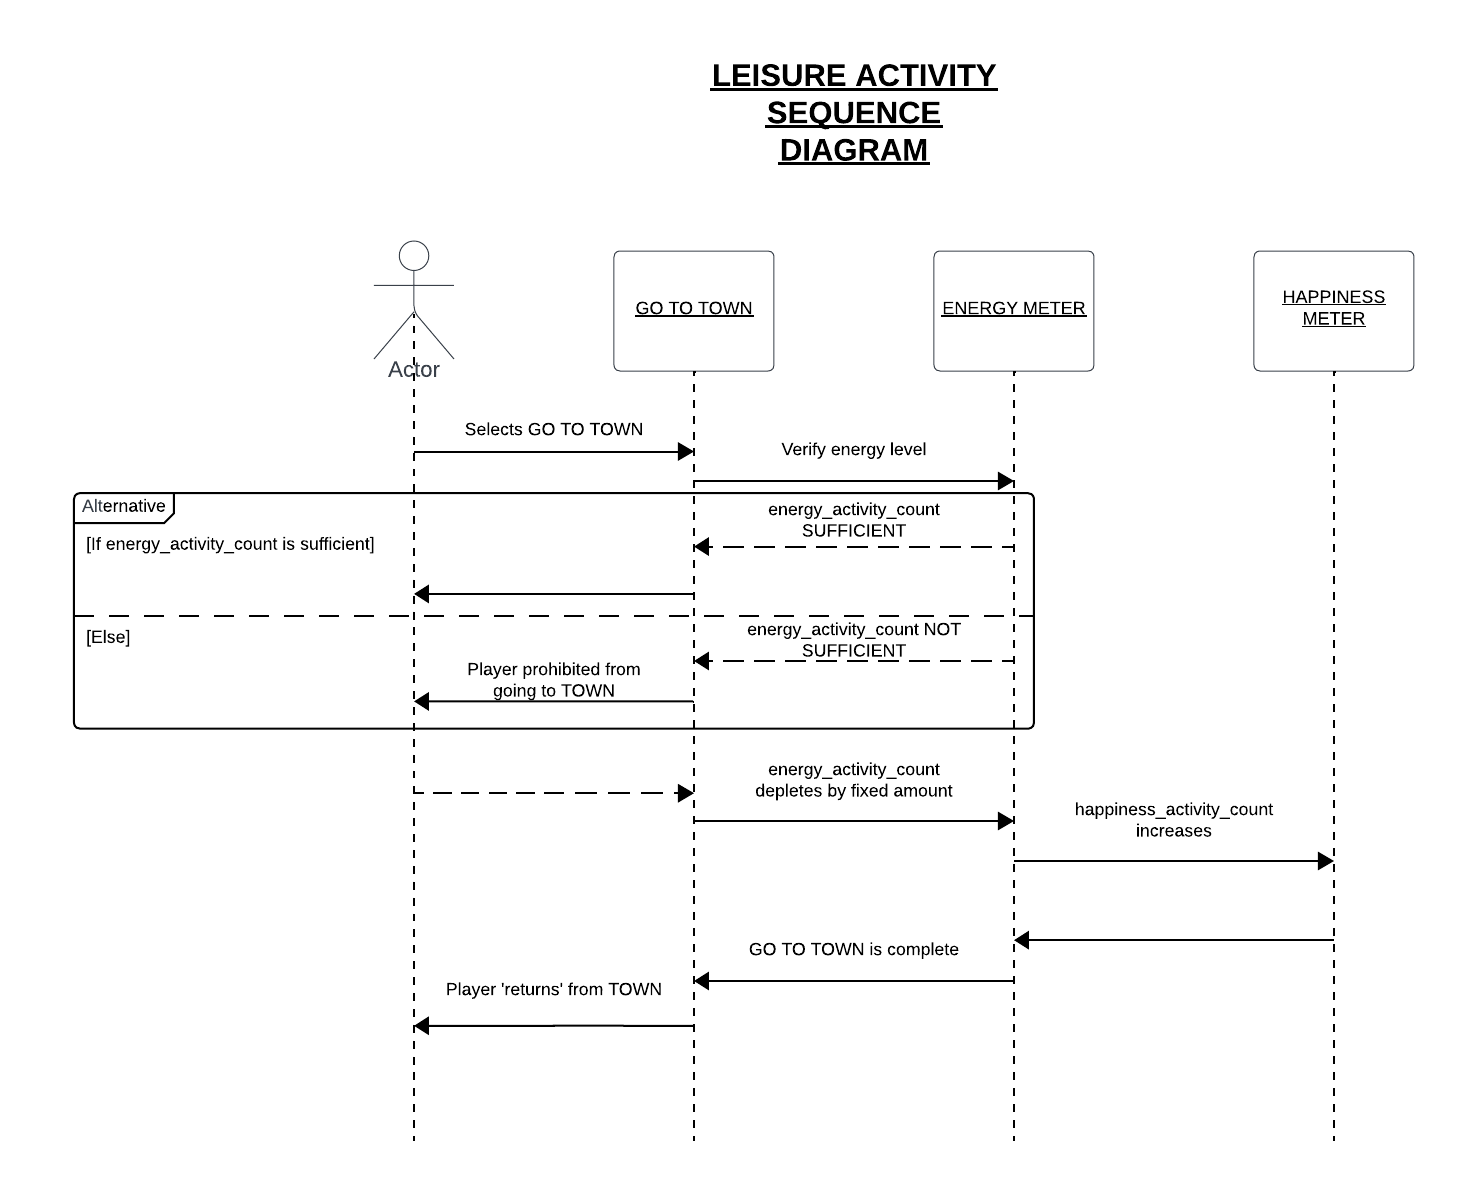 LEISURE ACTIVITY
SEQUENCE
DIAGRAM
Actor
GO TO TOWN
ENERGY METER
HAPPINESS
METER
Selects GO TO TOWN
Verify energy level
Alternative
energy_activity_count
SUFFICIENT
[If energy_activity_count is sufficient]
[Else]
energy_activity_count NOT
SUFFICIENT
Player prohibited from
going to TOWN
energy_activity_count
depletes by fixed amount
happiness_activity_count
increases
GO TO TOWN is complete
Player 'returns' from TOWN